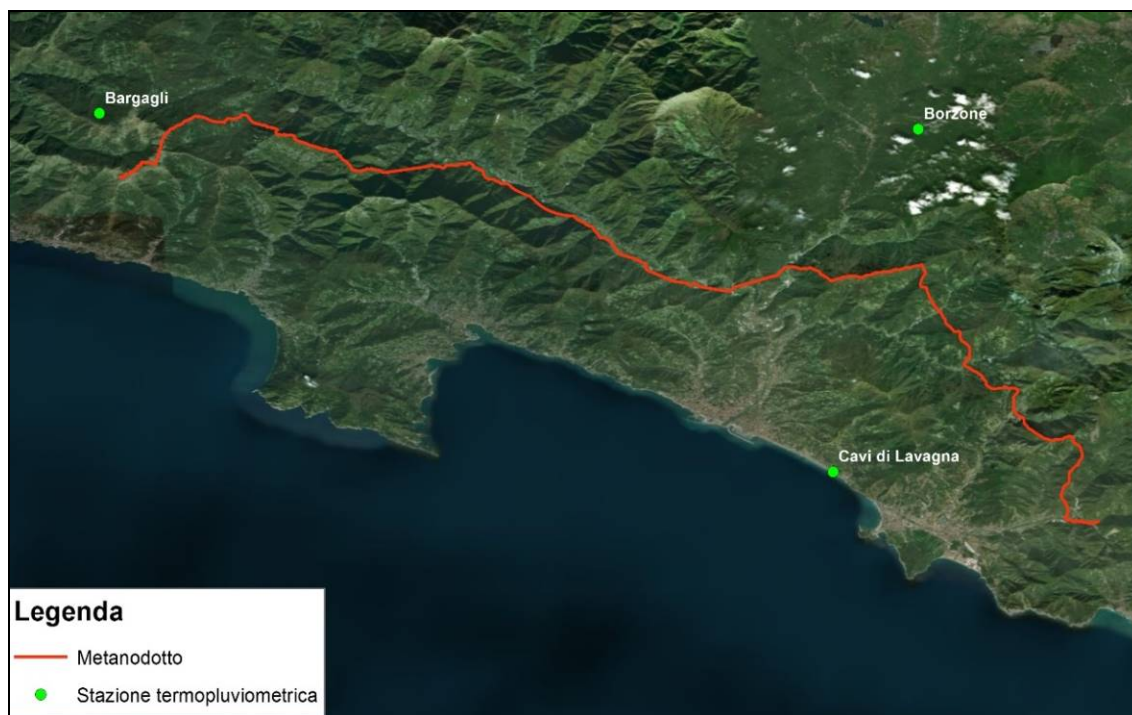 Bargagli
Borzone
Cavi di Lavagna
Legenda
Metanodotto
Stazione termopluviometrica